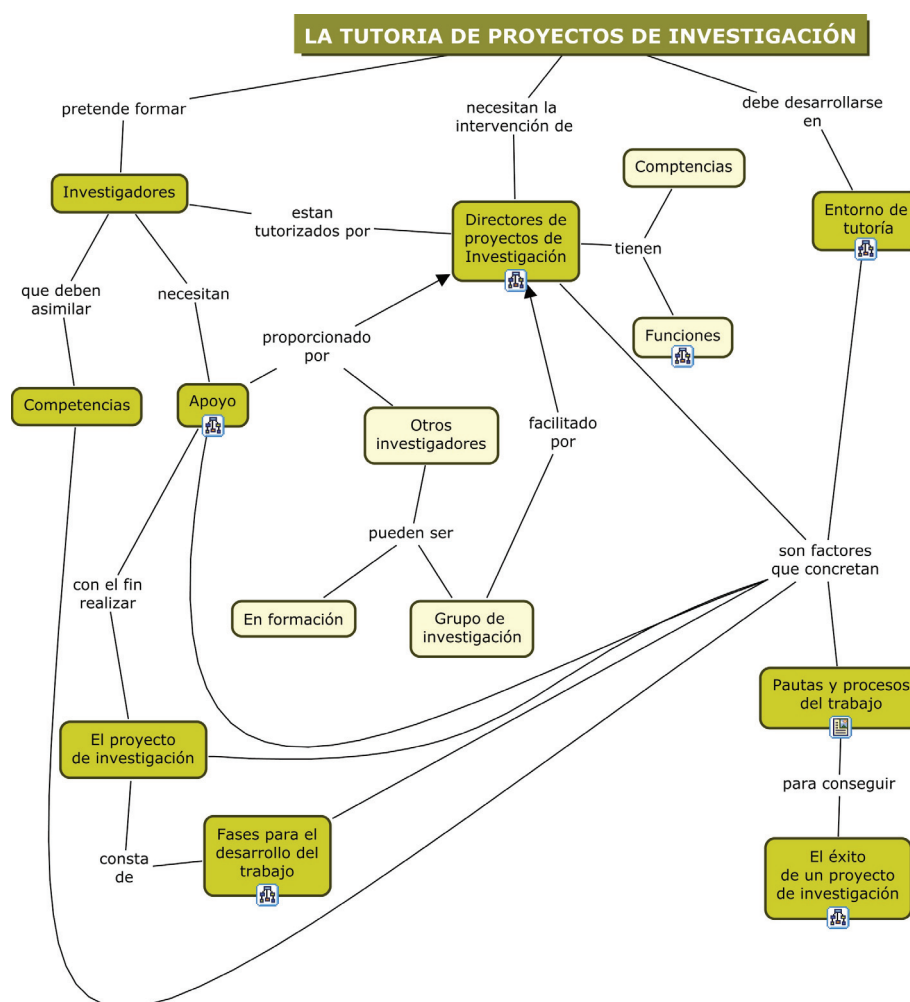 LA TUTORIA DE PROYECTOS DE INVESTIGACIÓN
pretende formar
necesitan la
intervención de
debe desarrollarse
en
Investigadores
estan
tutorizados por
Directores de
proyectos de
Investigación
Comptencias
tienen
Funciones
Entorno de
tutoría
que deben
asimilar
necesitan
proporcionado
por
Competencias
Apoyo
Otros
investigadores
facilitado
por
pueden ser
con el fin
realizar
En formación
Grupo de
investigación
son factores
que concretan
Pautas y procesos
del trabajo
El proyecto
de investigación
para conseguir
consta
de
Fases para el
desarrollo del
trabajo
El éxito
de un proyecto
de investigación